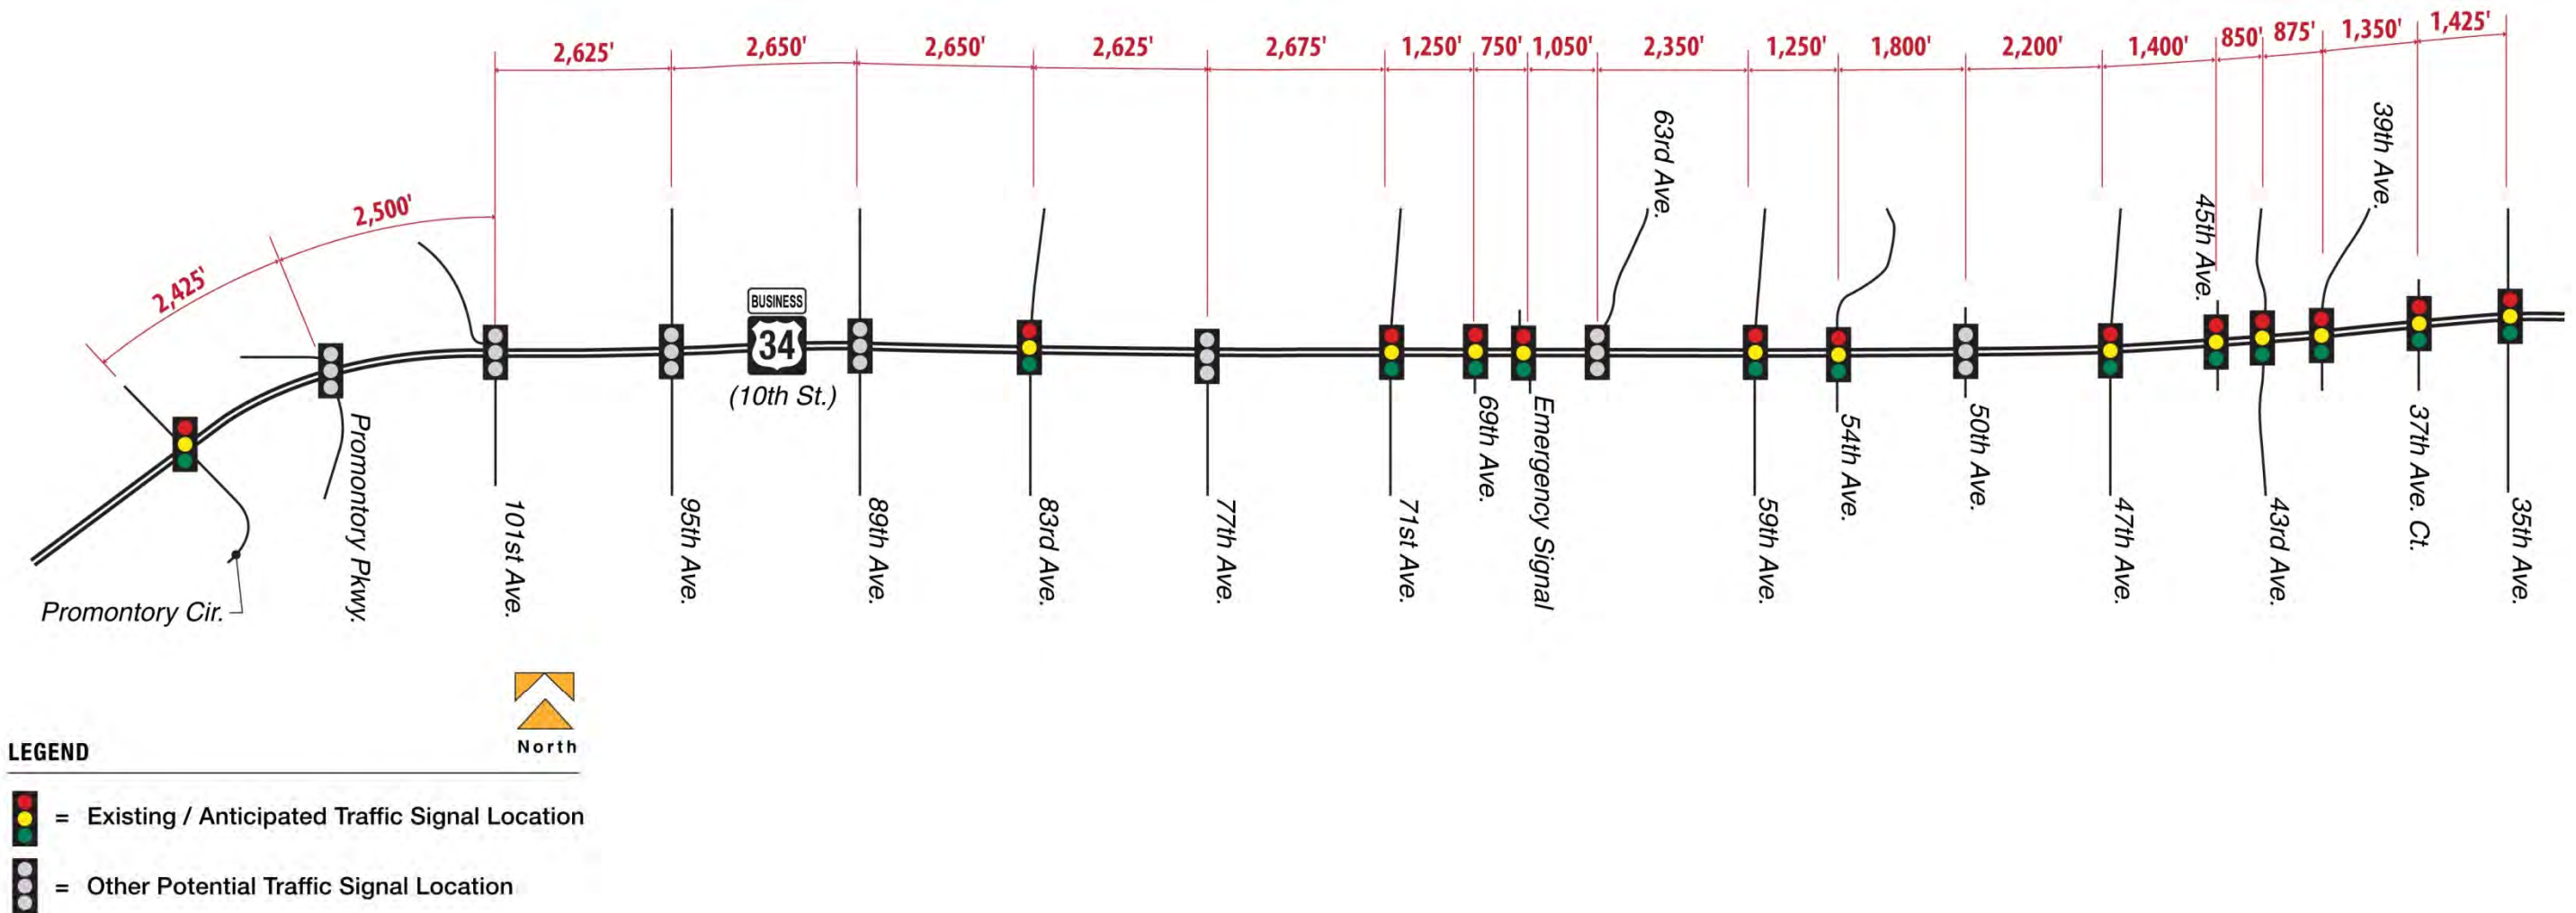 2,425'
2,500'
2,625'
2,650'
2,650'
2,625'
2,675'
1,250'
750'
1,050'
2,350'
1,250'
1,800'
2,200'
1,400'
850'
875'
1,350'
1,425'
63rd Ave.
45th Ave.
39th Ave.
BUSINESS
34
(10th St.)
Promontory Cir.
Promontory Pkwy.
101st Ave.
95th Ave.
89th Ave.
83rd Ave.
77th Ave.
71st Ave.
69th Ave.
Emergency Signal
59th Ave.
54th Ave.
50th Ave.
47th Ave.
43rd Ave.
37th Ave. Ct.
35th Ave.
North
LEGEND
= Existing / Anticipated Traffic Signal Location
= Other Potential Traffic Signal Location